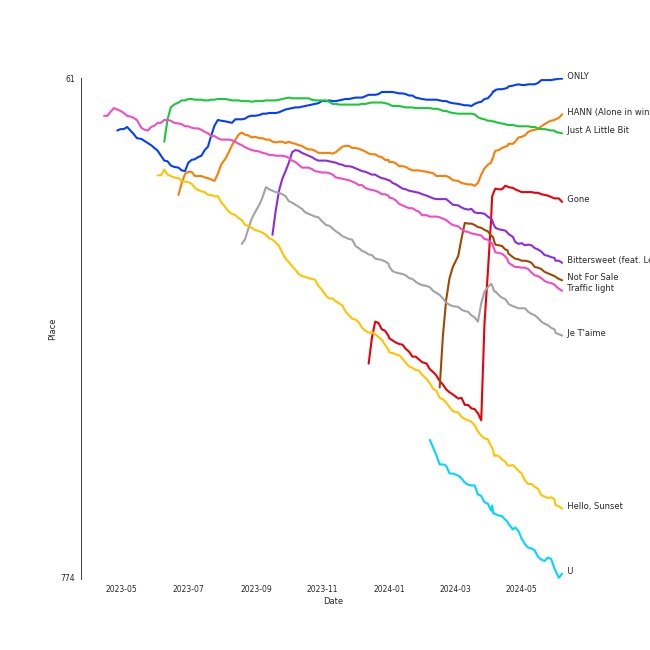 61
ONLY
HANN (Alone in win
Just A Little Bit
Gone
Bittersweet (feat. Le
Not For Sale
Traffic light
Place
Je T'aime
Hello, Sunset
U
774
2023-05 2023-07 2023-09 2023-11 2024-01 2024-03 2024-05
Date